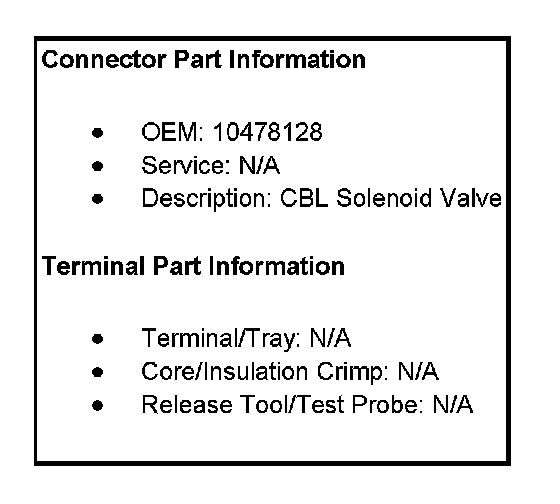 Connector Part Information
● OEM: 10478128
● Service: N/A
● Description: CBL Solenoid Valve
Terminal Part Information
● Terminal/Tray: N/A
● Core/Insulation Crimp: N/A
● Release Tool/Test Probe: N/A